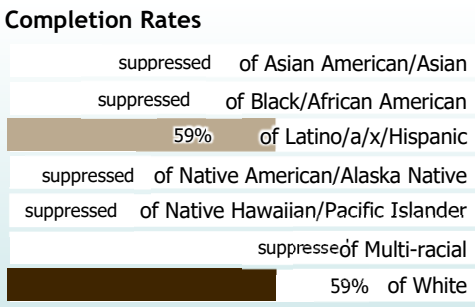 Completion Rates
suppressed of Asian American/Asian
suppressed of Black/African American
59% of Latino/a/x/Hispanic
suppressed of Native American/Alaska Native
suppressed of Native Hawaiian/Pacific Islander
suppresse of Multi-racial
59% of White